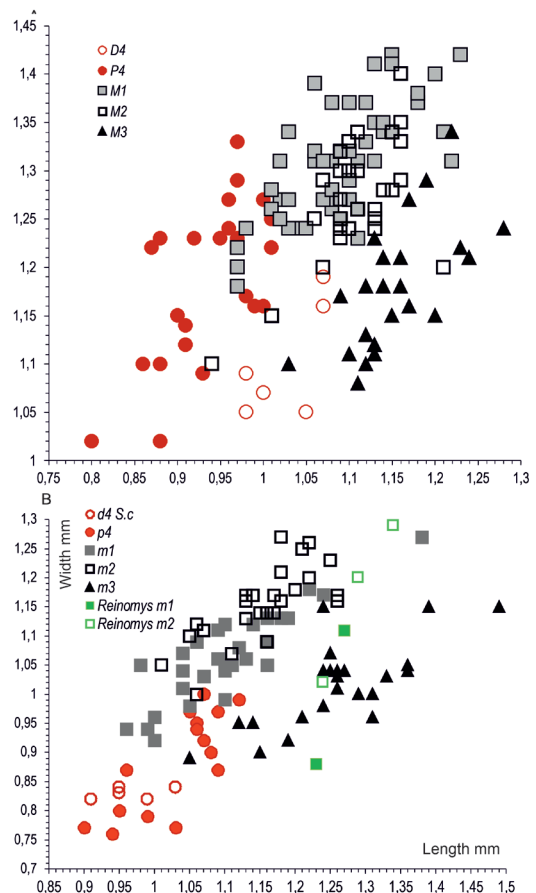 A
1,45
1,4
1,35
1,3
1,25
1,2
1,15
1,1
1,05
1
D4
P4
M1
M2
M3
0,75 0,8 0,85 0,9 0,95 1 1,05 1,1 1,15 1,2 1,25 1,3
B
1,3
1,25
1,2
1,15
1,1
1,05
1
0,95
0,9
0,85
0,8
0,75
0,7
Width mm
d4 S.c
p4
m1
m2
m3
Reinomys m1
Reinomys m2
Length mm
0,85 0,9 0,95 1 1,05 1,1 1,15 1,2 1,25 1,3 1,35 1,4 1,45 1,5